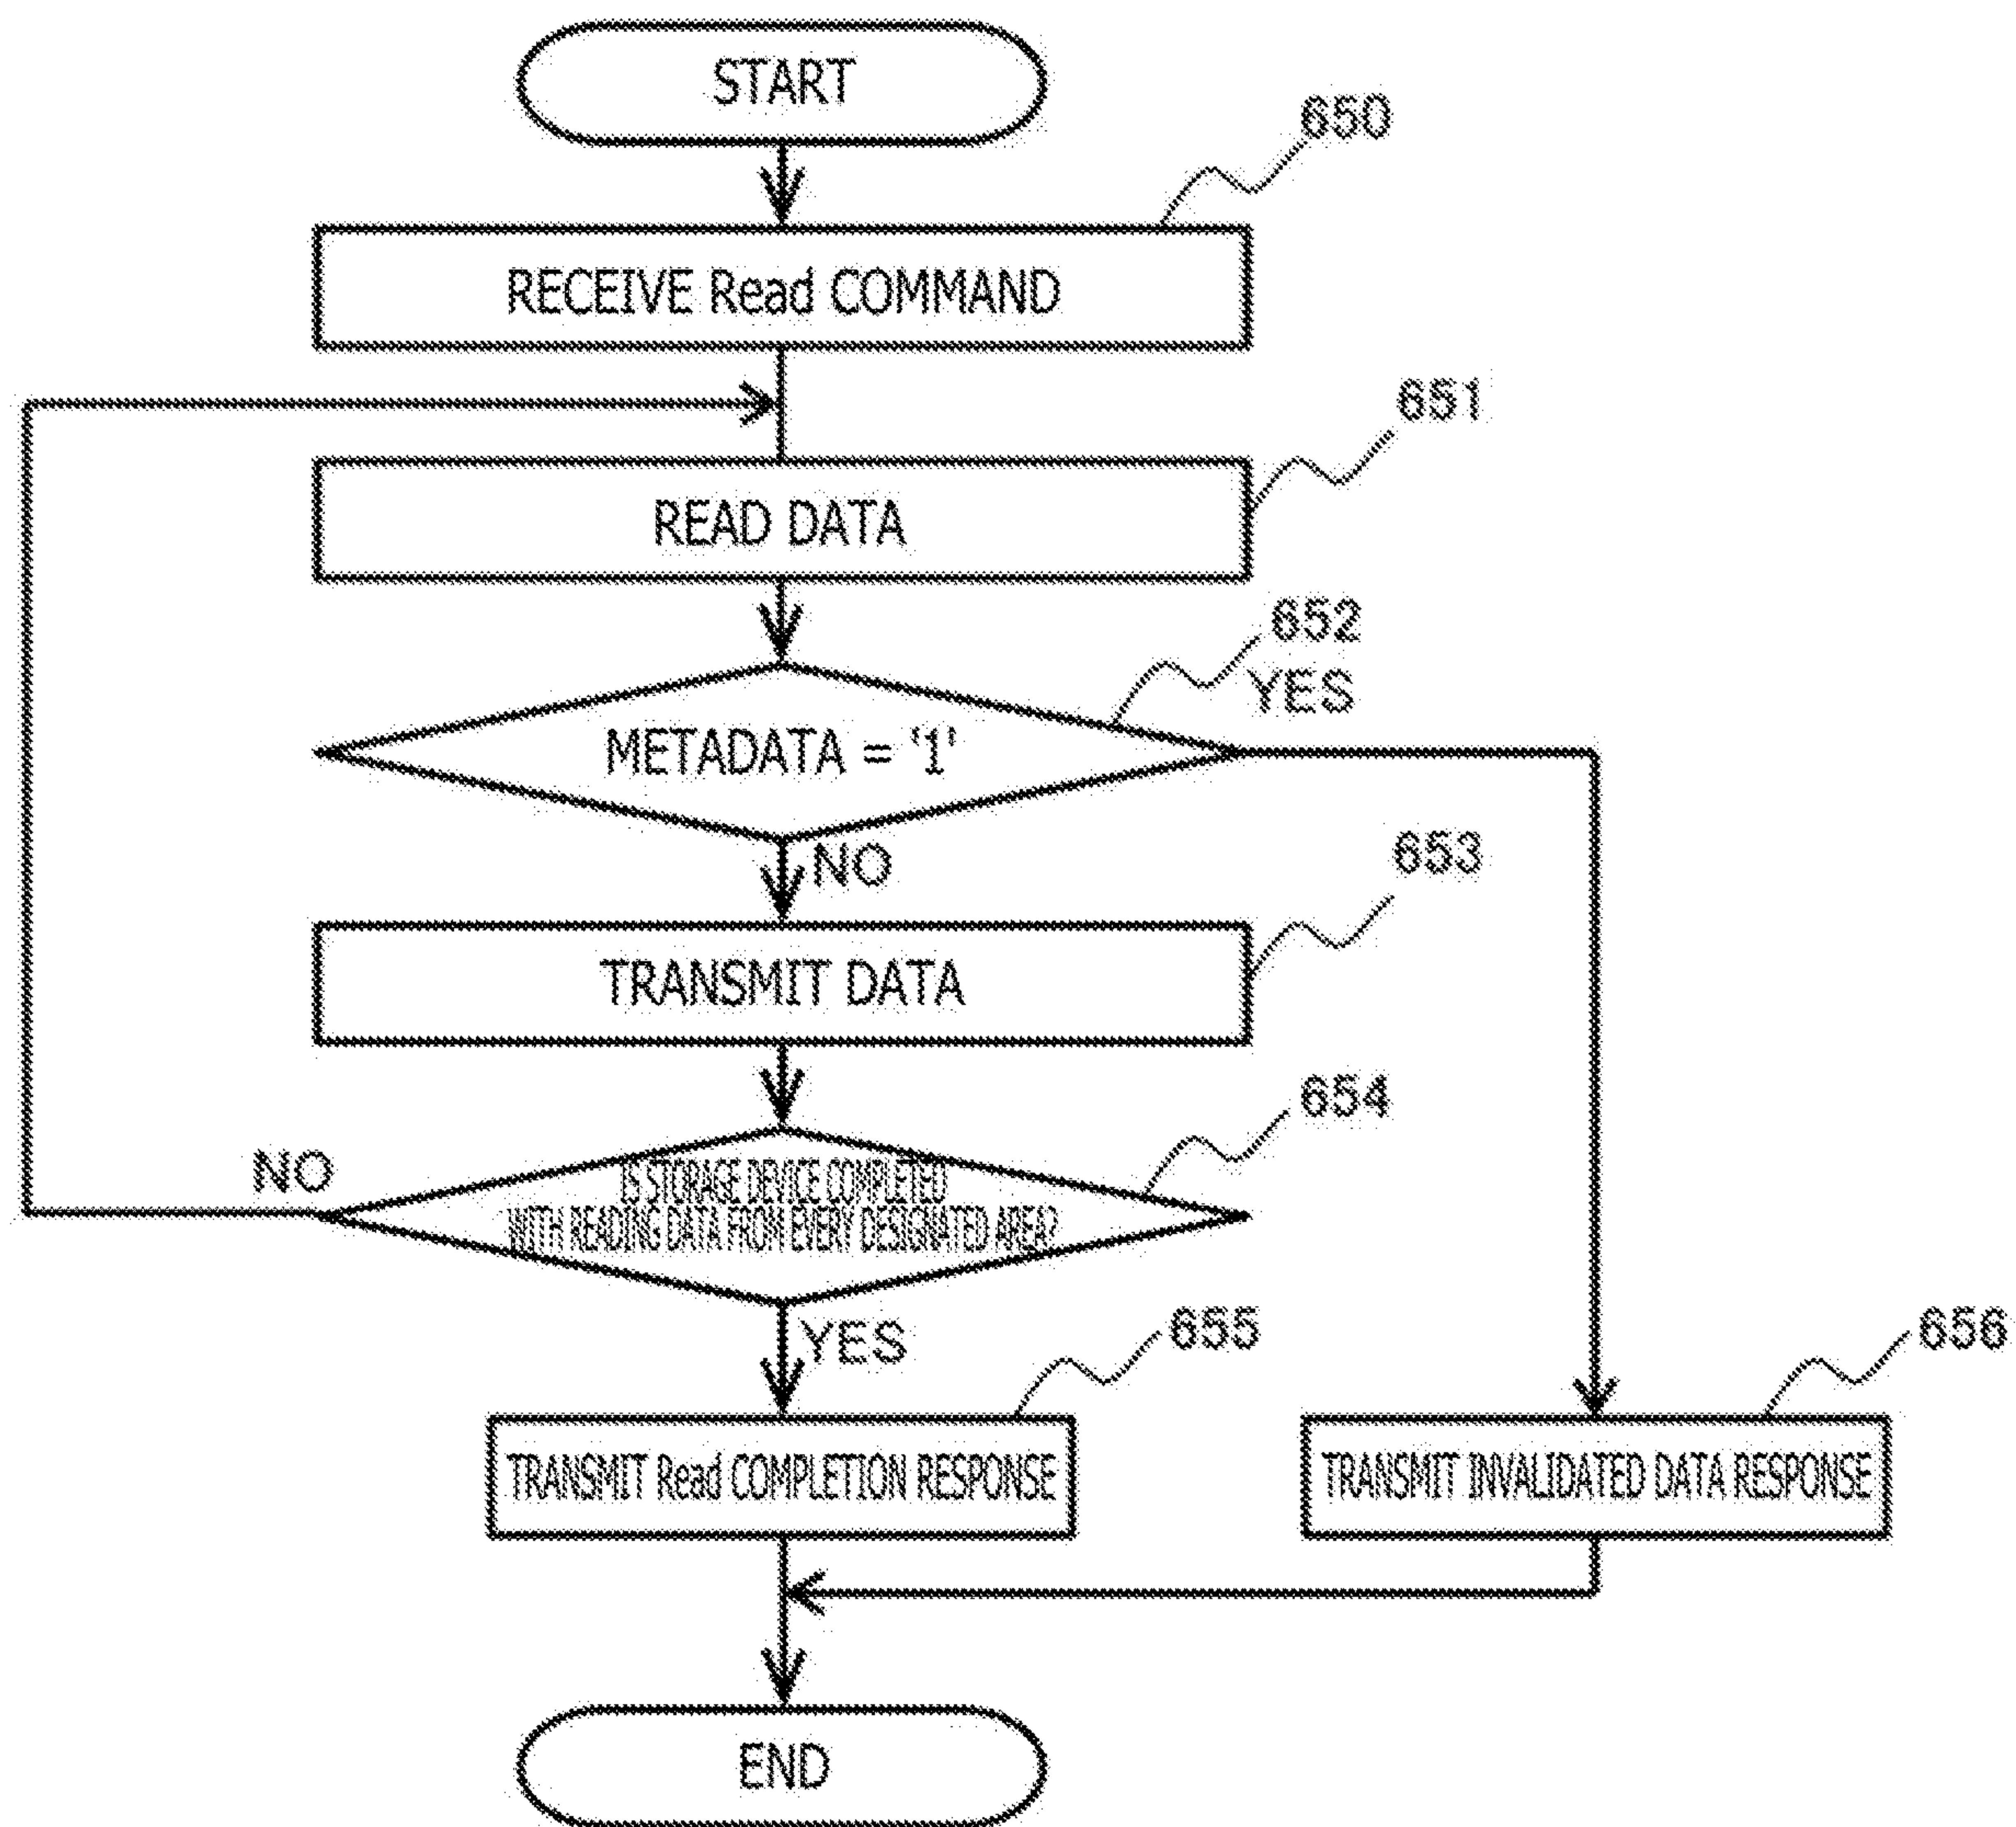 START
650
RECEIVE Read COMMAND
651
READ DATA
652
YES
METADATA = '1'
NO
653
TRANSMIT DATA
654
NO
IS STORAGE DEVICE COMPLETED
WITH READING DATA FROM EVERY DESIGNATED AREA?
YES
655
656
TRANSMIT Read COMPLETION RESPONSE
TRANSMIT INVALIDATED DATA RESPONSE
END